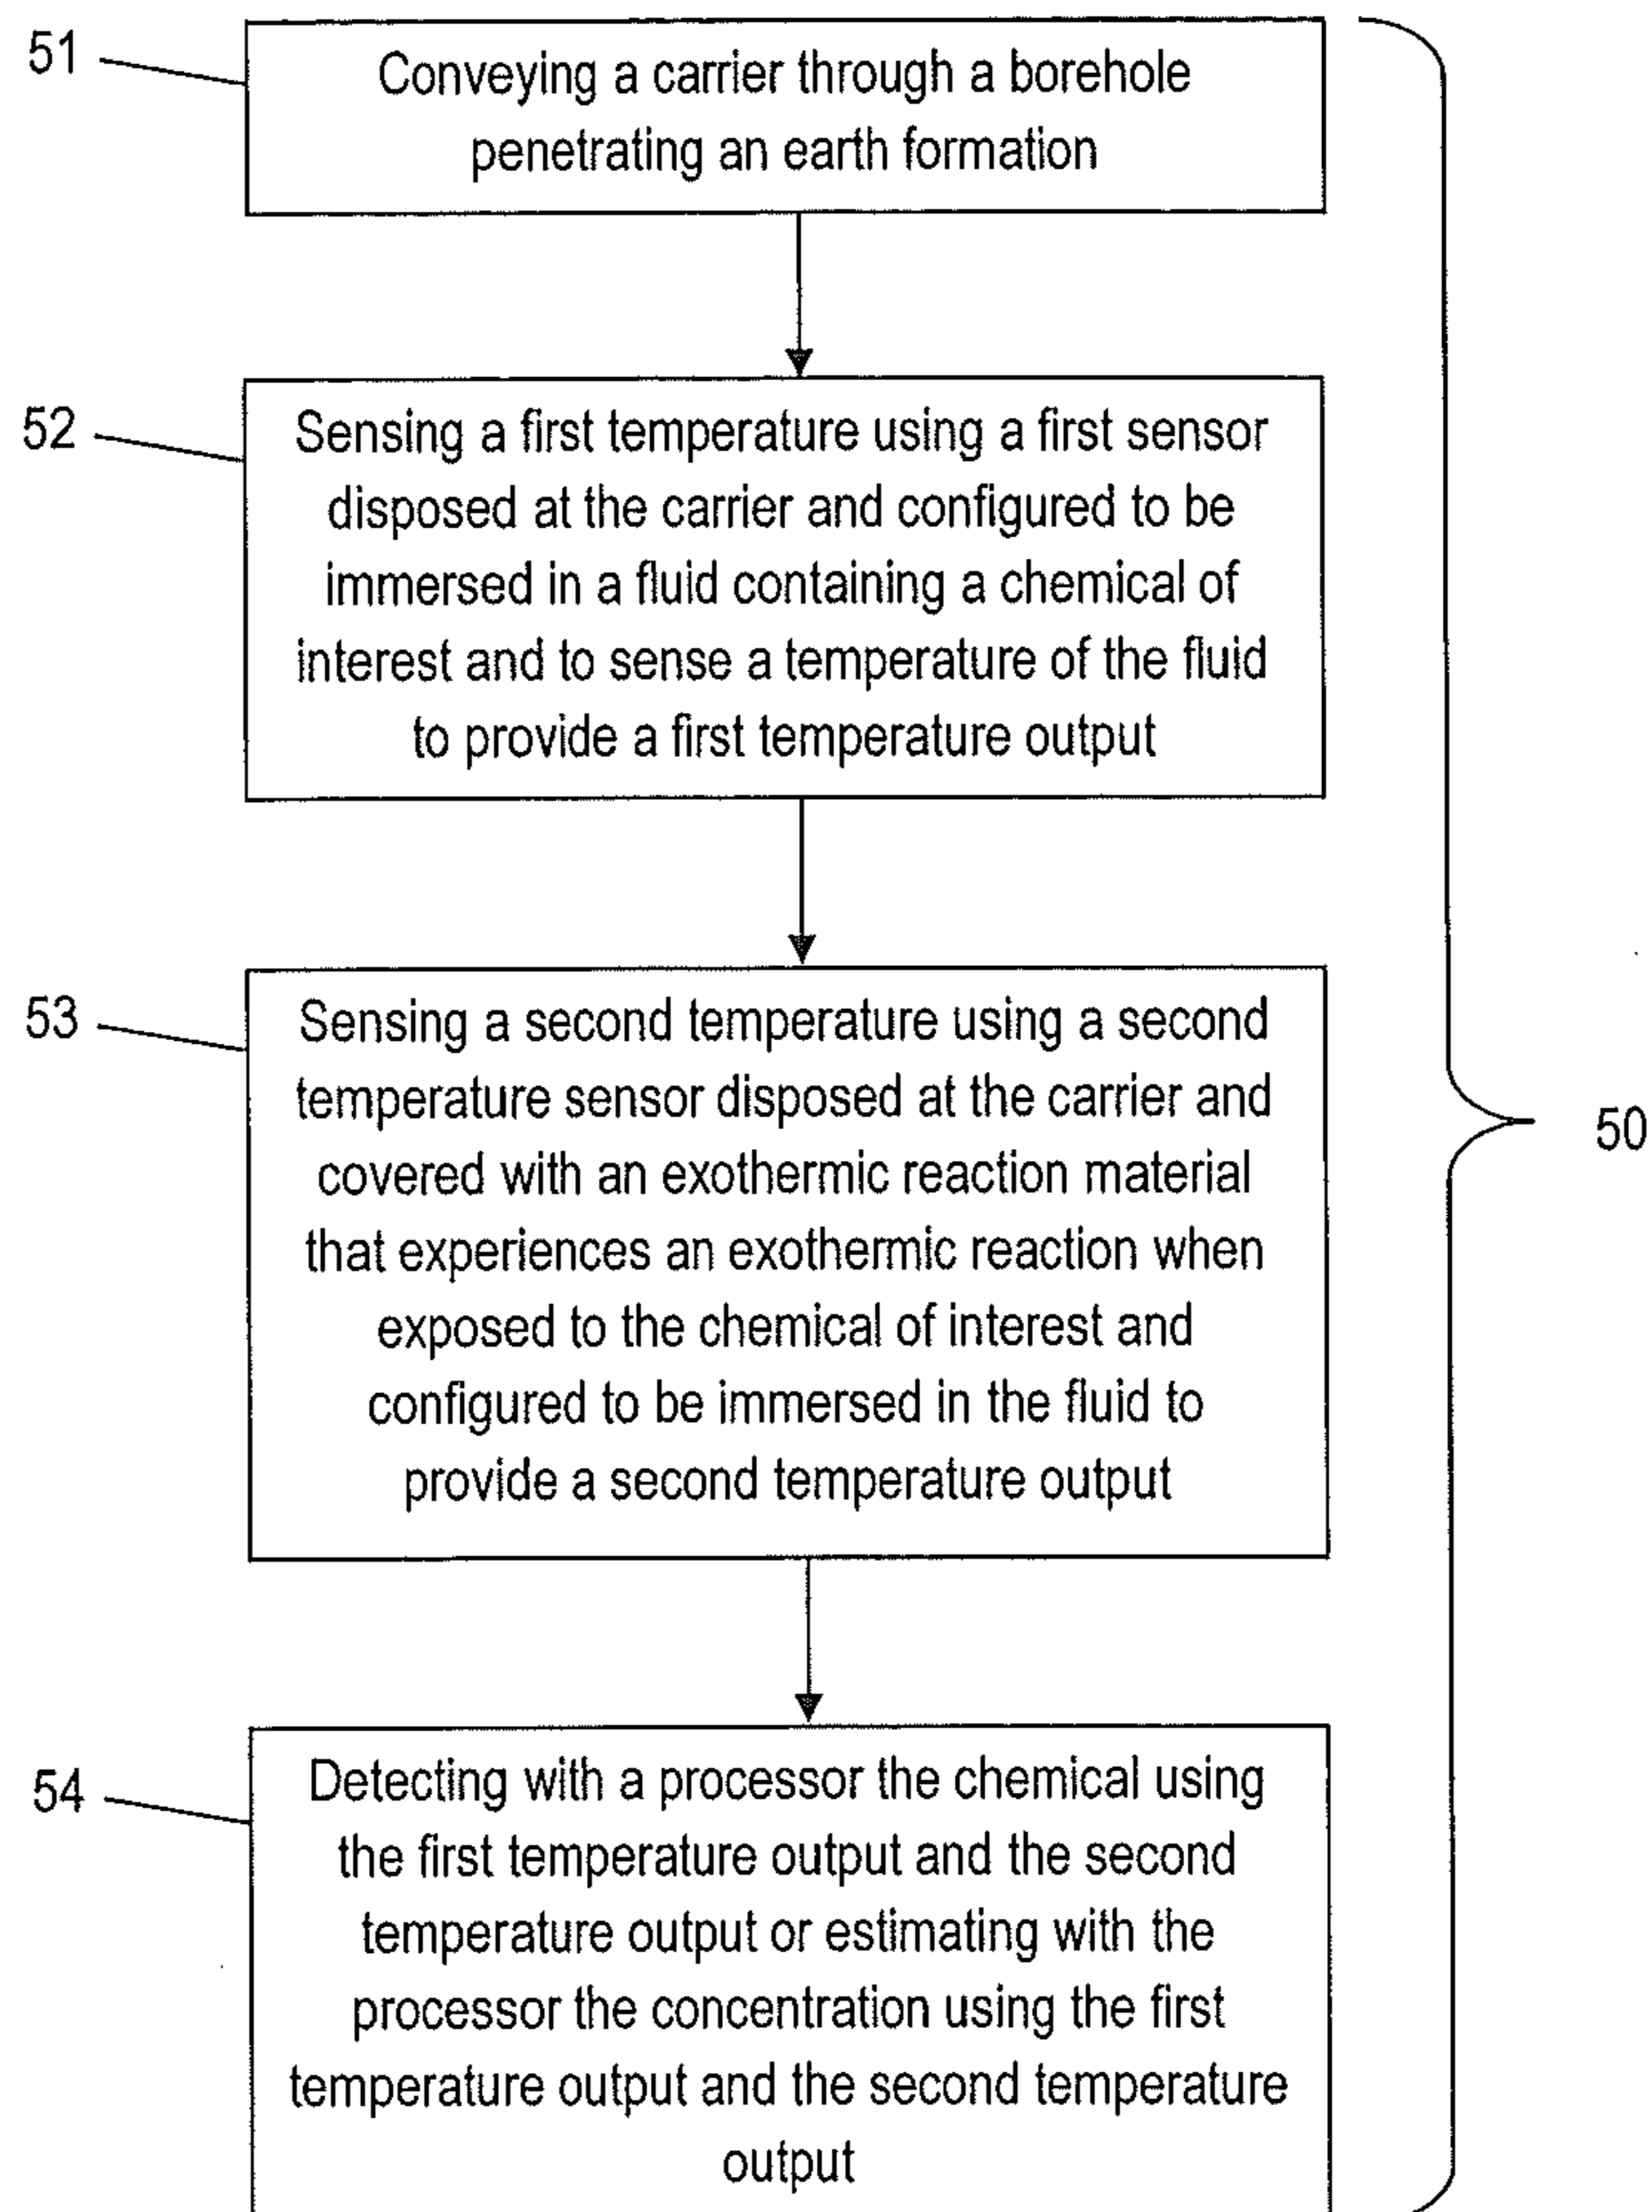 51
Conveying a carrier through a borehole
penetrating an earth formation
52
Sensing a first temperature using a first sensor
disposed at the carrier and configured to be
immersed in a fluid containing a chemical of
interest and to sense a temperature of the fluid
to provide a first temperature output
53
Sensing a second temperature using a second
temperature sensor disposed at the carrier and
covered with an exothermic reaction material
that experiences an exothermic reaction when
exposed to the chemical of interest and
configured to be immersed in the fluid to
provide a second temperature output
50
54
Detecting with a processor the chemical using
the first temperature output and the second
temperature output or estimating with the
processor the concentration using the first
temperature output and the second temperature
output